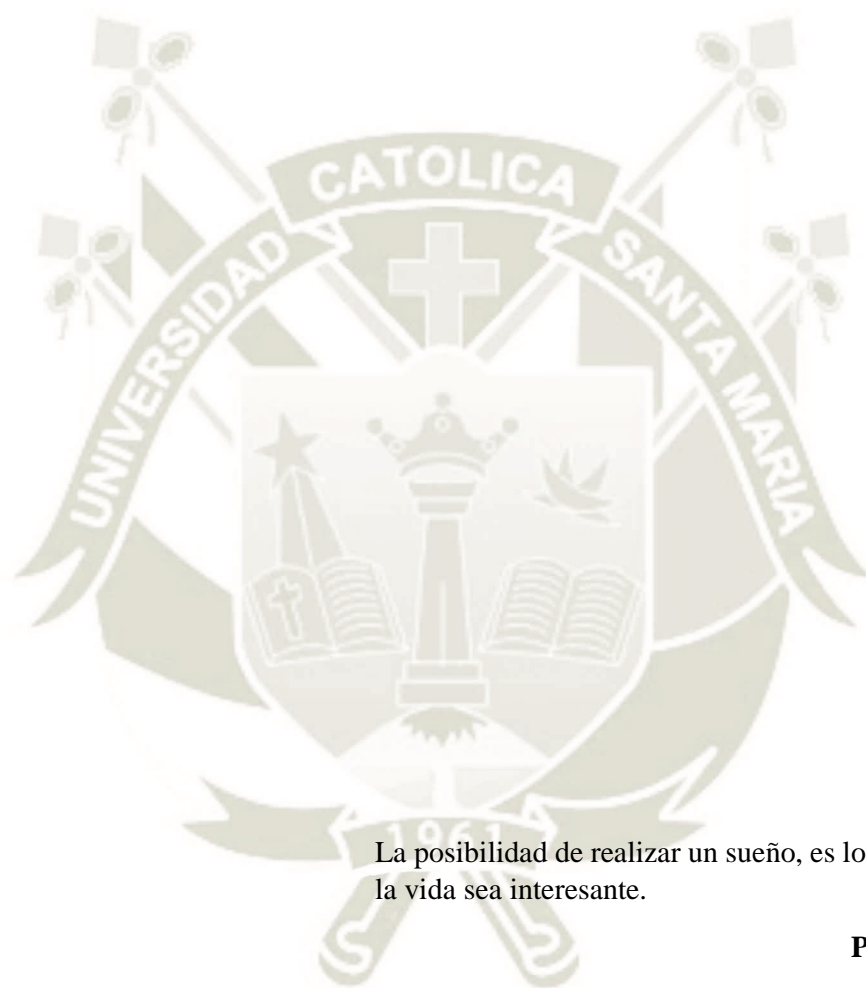 CATOLICA
UNIVERSIDAD
SANTA MARIA
1961
La posibilidad de realizar un sueño, es lo
la vida sea interesante.
P